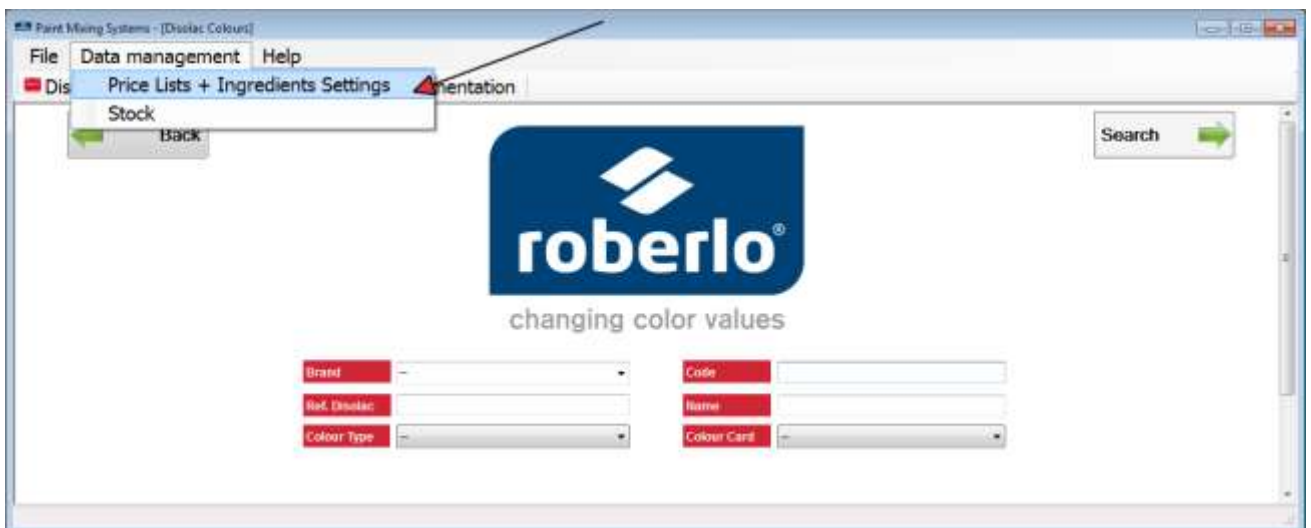 Paint Mixing Systems - [Disolac Colours]
File Data management Help
Dis Price Lists + Ingredients Settings mentation
Stock
Back
Search
roberlo®
changing color values
Brand -- Code
Ref. Disolac Name
Colour Type -- Colour Card --